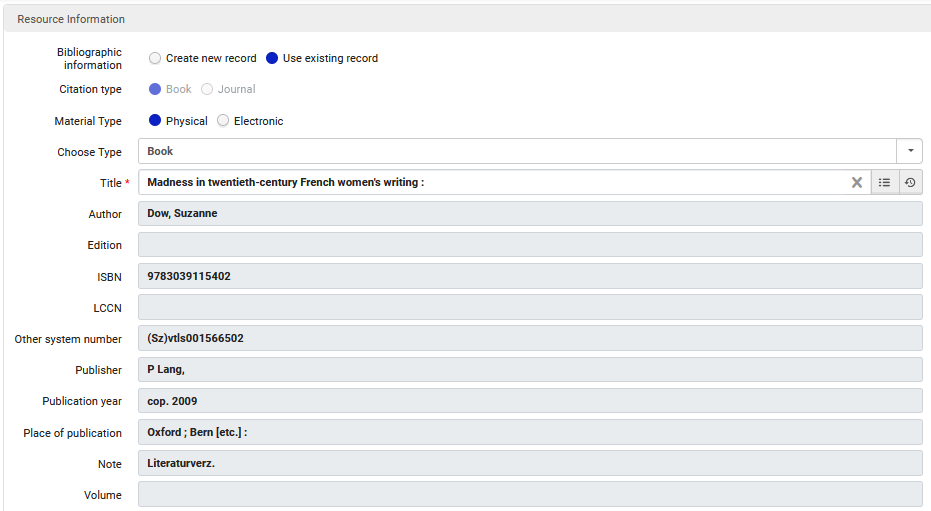 Resource Information
Bibliographic
information
Create new record Use existing record
Citation type Book Journal
Material Type Physical Electronic
Choose Type Book
Title * Madness in twentieth-century French women's writing :
Author Dow, Suzanne
Edition
ISBN 9783039115402
LCCN
Other system number (Sz)vtls001566502
Publisher P Lang,
Publication year cop. 2009
Place of publication Oxford ; Bern [etc.] :
Note Literaturverz.
Volume